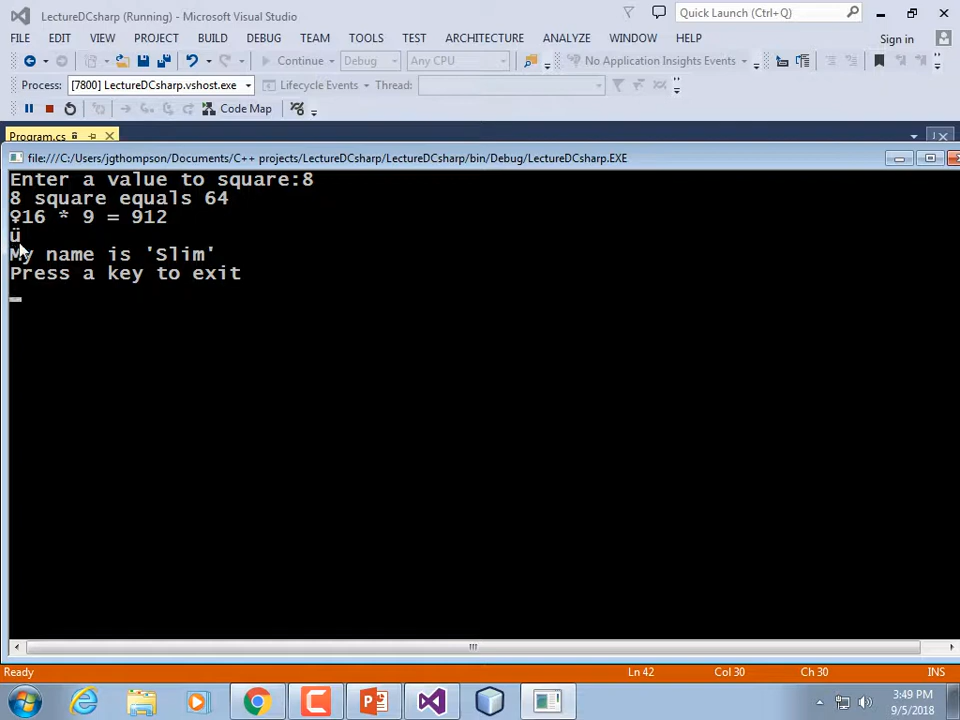 LectureDCsharp (Running) - Microsoft Visual Studio
Quick Launch (Ctrl+Q)
FILE EDIT VIEW PROJECT BUILD DEBUG TEAM TOOLS TEST ARCHITECTURE ANALYZE WINDOW HELP
Sign in
Continue Debug Any CPU No Application Insights Events
Process: [7800] LectureDCsharp.vshost.exe Lifecycle Events Thread:
Code Map
Program.cs
file:///C:/Users/jgthompson/Documents/C++ projects/LectureDCsharp/LectureDCsharp/bin/Debug/LectureDCsharp.EXE
Enter a value to square:8
8 square equals 64
♀16 * 9 = 912
ü
My name is 'Slim'
Press a key to exit
Ready Ln 42 Col 30 Ch 30 INS
3:49 PM
9/5/2018